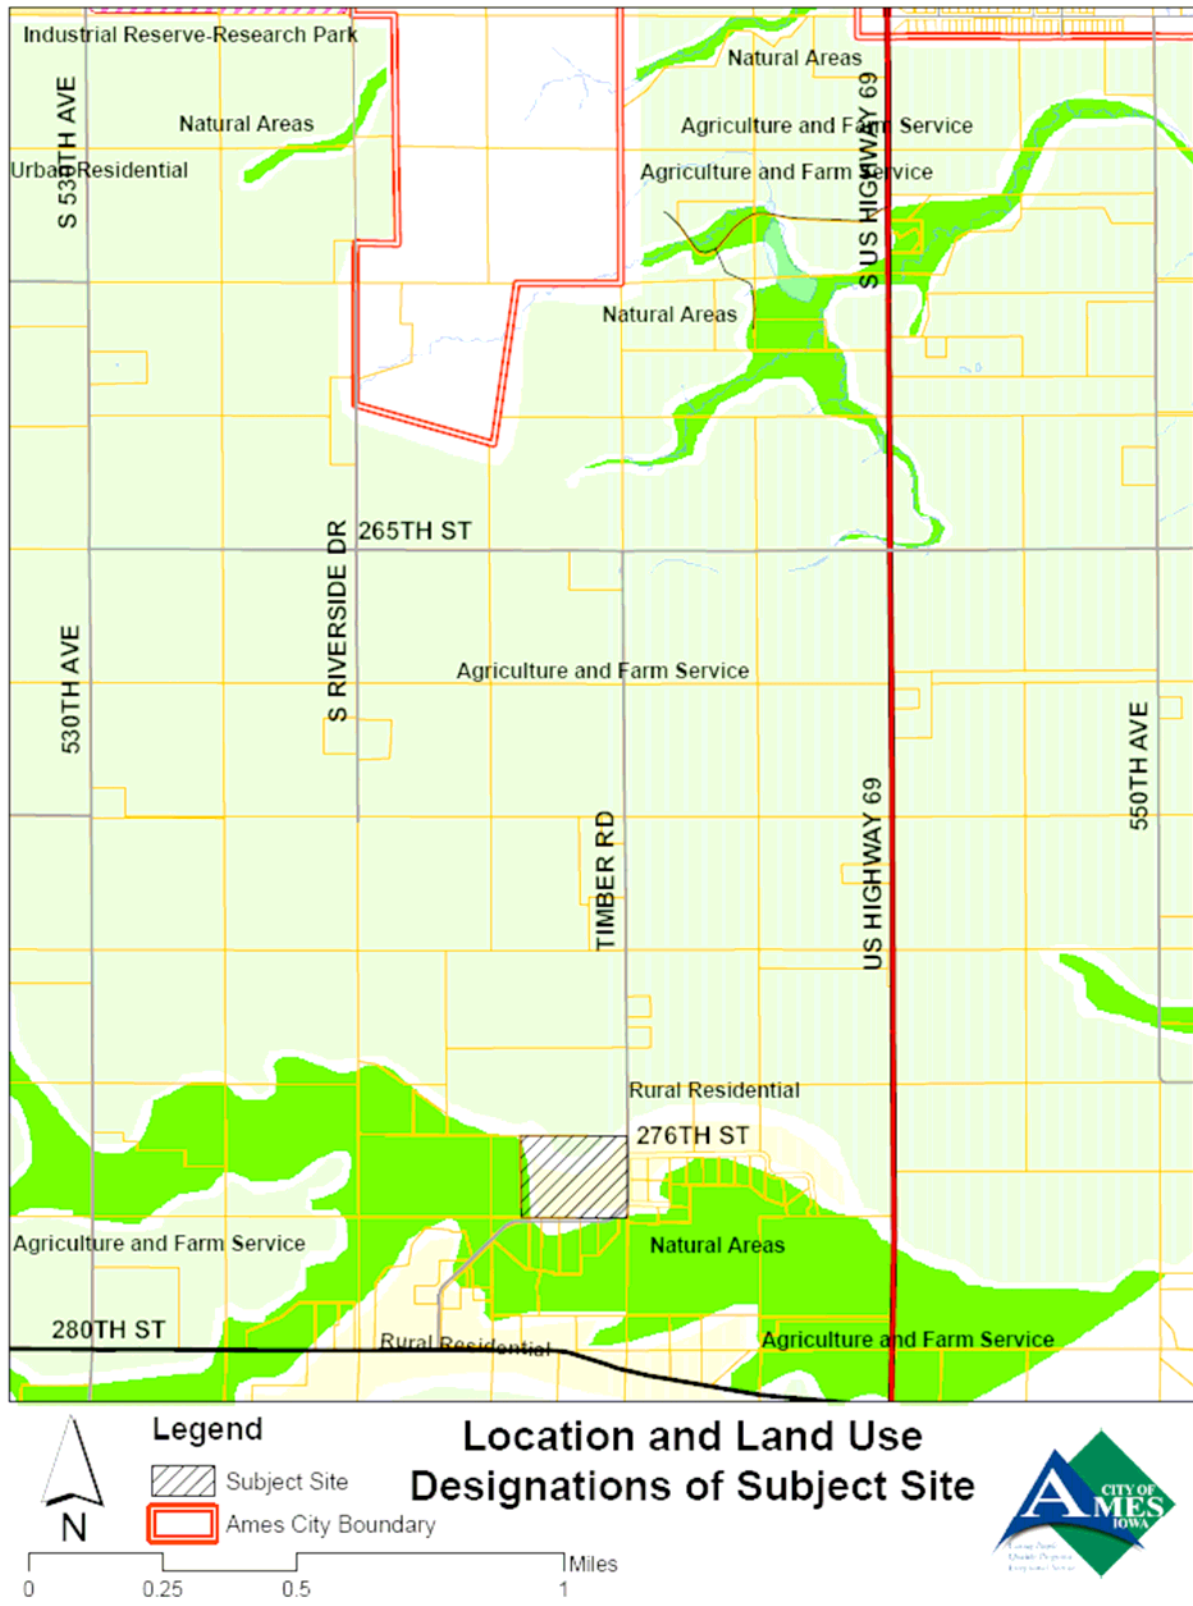 Industrial Reserve-Research Park
Natural Areas
S US HIGHWAY 69
S 530TH AVE
Natural Areas
Agriculture and Farm Service
Urban Residential
Agriculture and Farm Service
Natural Areas
265TH ST
S RIVERSIDE DR
530TH AVE
Agriculture and Farm Service
550TH AVE
TIMBER RD
US HIGHWAY 69
Rural Residential
276TH ST
Agriculture and Farm Service
Natural Areas
280TH ST
Rural Residential
Agriculture and Farm Service
Legend
Subject Site
Ames City Boundary
N
0 0.25 0.5 1 Miles
Location and Land Use
Designations of Subject Site
CITY OF
AMES
IOWA